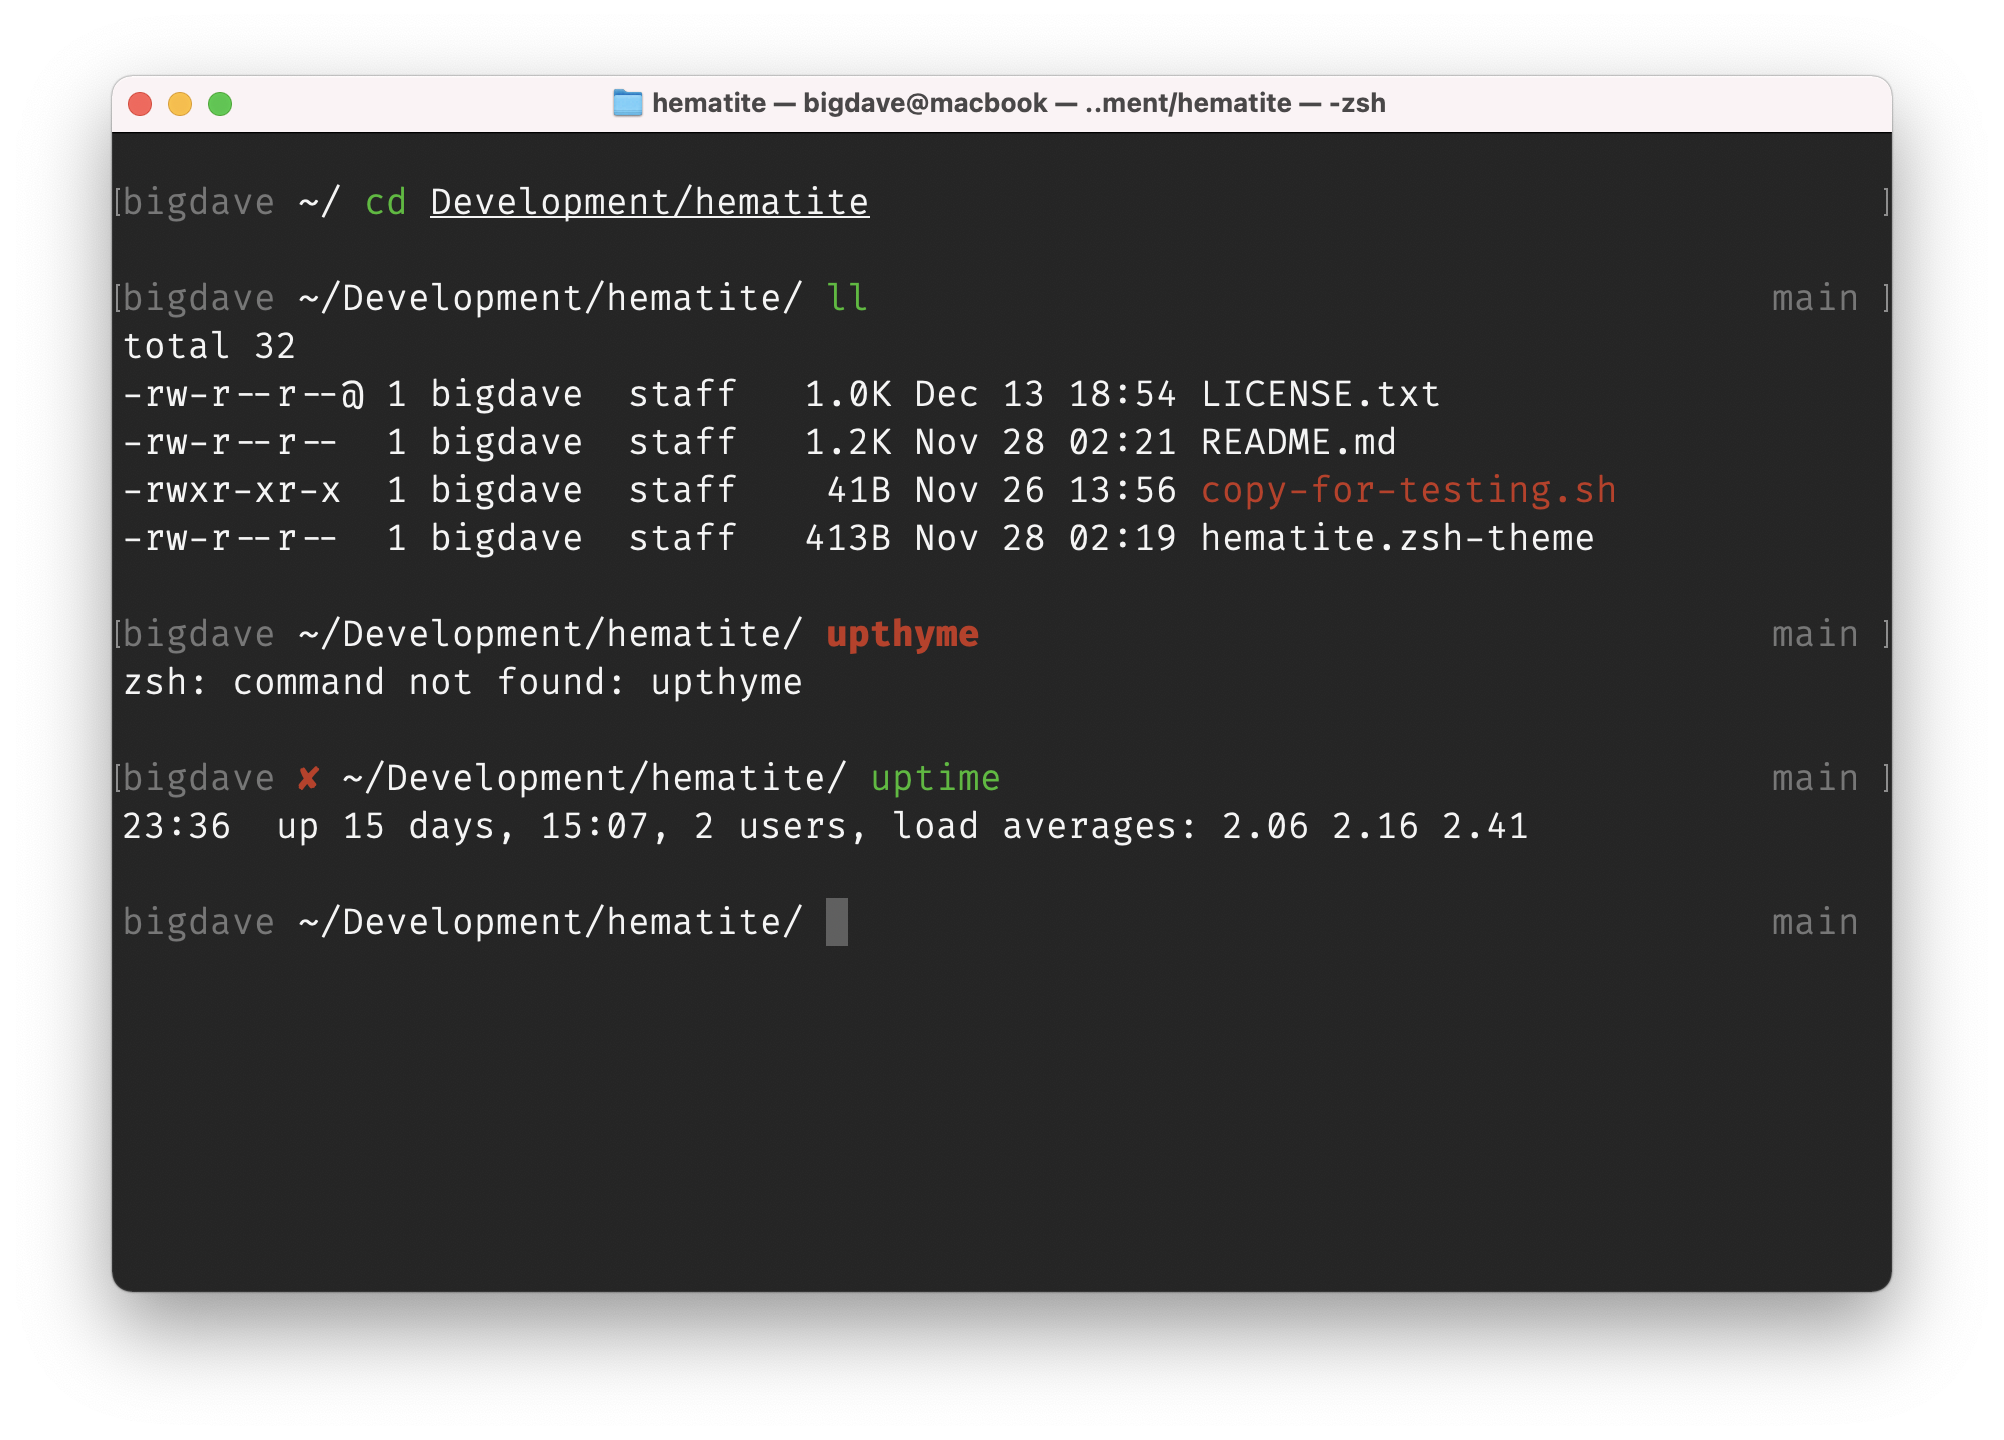 hematite — bigdave@macbook — ..ment/hematite — -zsh
[bigdave ~/ cd Development/hematite ]
[bigdave ~/Development/hematite/ ll main ]
total 32
-rw-r--r--@ 1 bigdave  staff   1.0K Dec 13 18:54 LICENSE.txt
-rw-r--r--  1 bigdave  staff   1.2K Nov 28 02:21 README.md
-rwxr-xr-x  1 bigdave  staff    41B Nov 26 13:56 copy-for-testing.sh
-rw-r--r--  1 bigdave  staff   413B Nov 28 02:19 hematite.zsh-theme
[bigdave ~/Development/hematite/ upthyme main ]
zsh: command not found: upthyme
[bigdave ✘ ~/Development/hematite/ uptime main ]
23:36  up 15 days, 15:07, 2 users, load averages: 2.06 2.16 2.41
bigdave ~/Development/hematite/ main